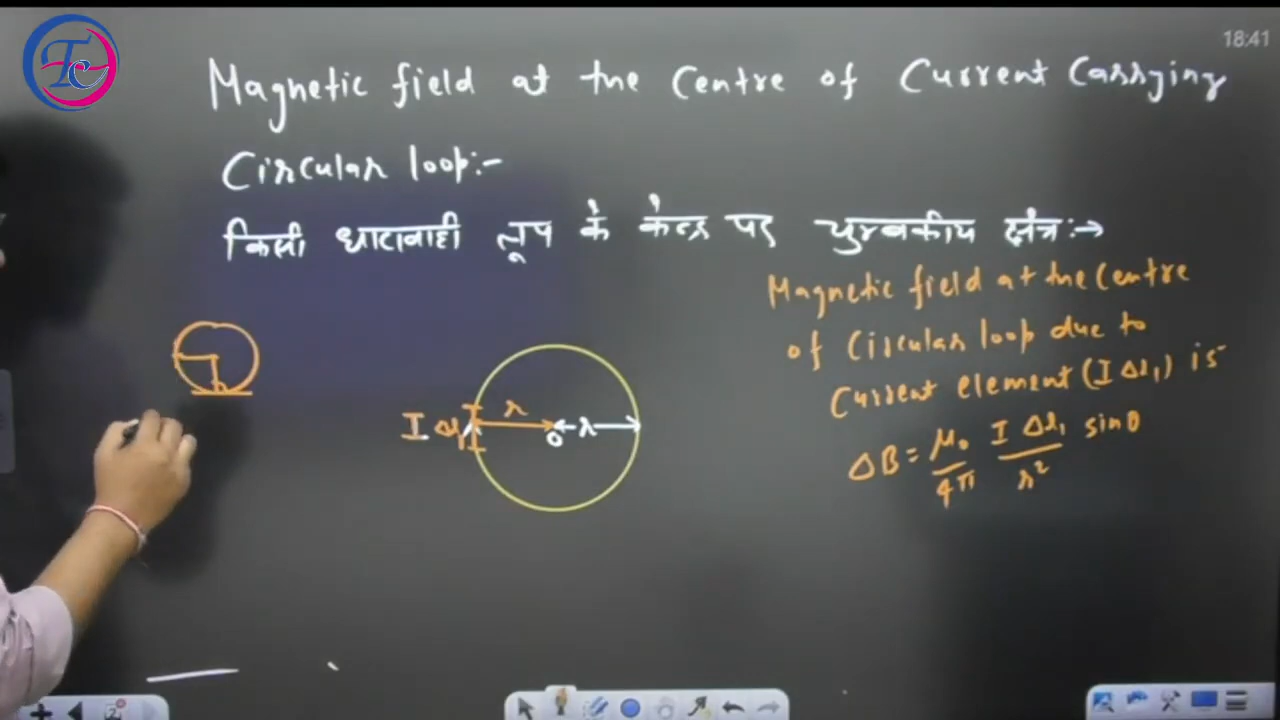 Tc
18:41
Magnetic field at the Centre of Current Carrying
Circular loop:-
किसी धारावाही लूप के केन्द्र पर चुम्बकीय क्षेत्र:→
Magnetic field at the Centre
of Circular loop due to
Current element (I Δl₁) is
ΔB = μ₀/4π I Δl₁/r² sinθ
I Δl₁ r O r